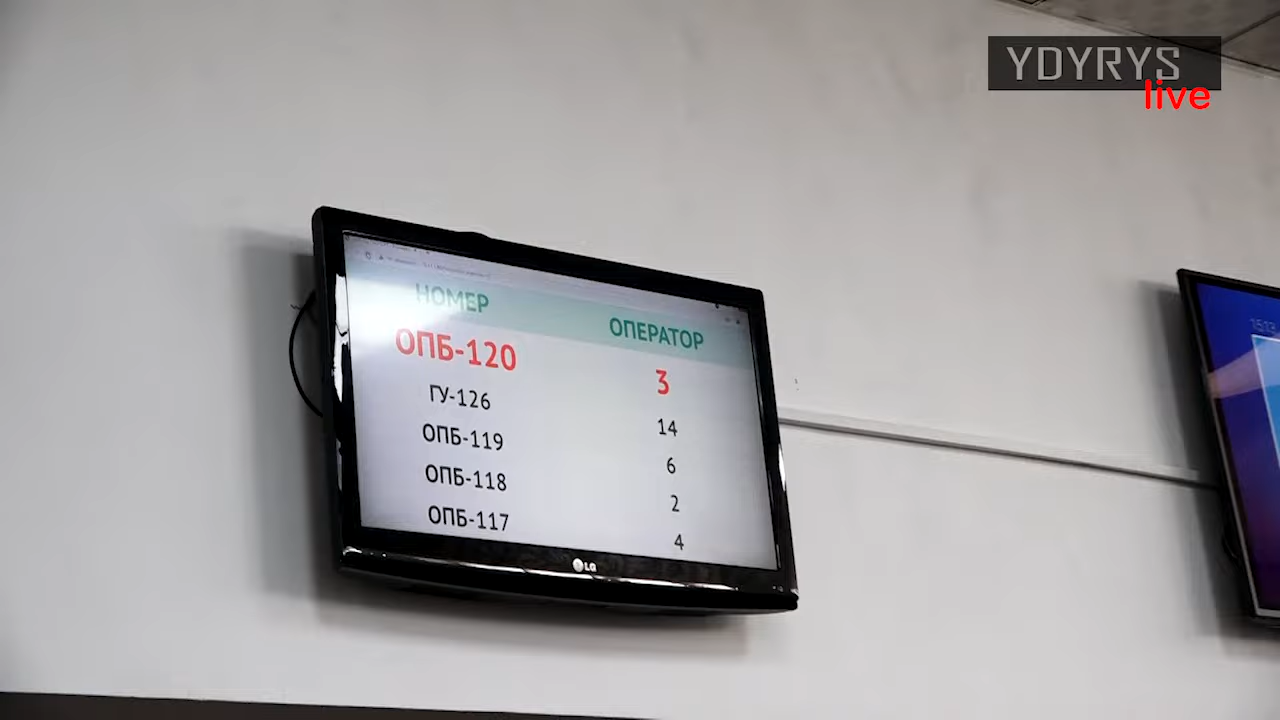 YDYRYS
live
НОМЕР ОПЕРАТОР
ОПБ-120 3
ГУ-126 14
ОПБ-119 6
ОПБ-118 2
ОПБ-117 4
LG